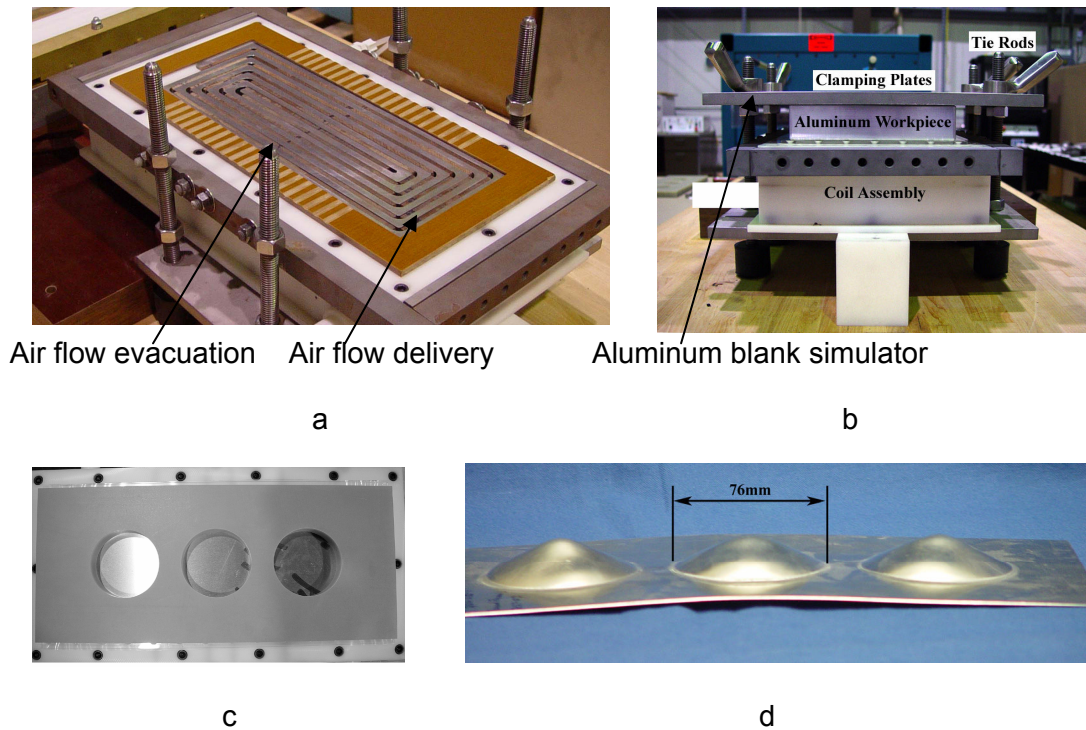 Tie Rods
Clamping Plates
Aluminum Workpiece
Coil Assembly
Air flow evacuation
Air flow delivery
Aluminum blank simulator
a
b
76mm
c
d